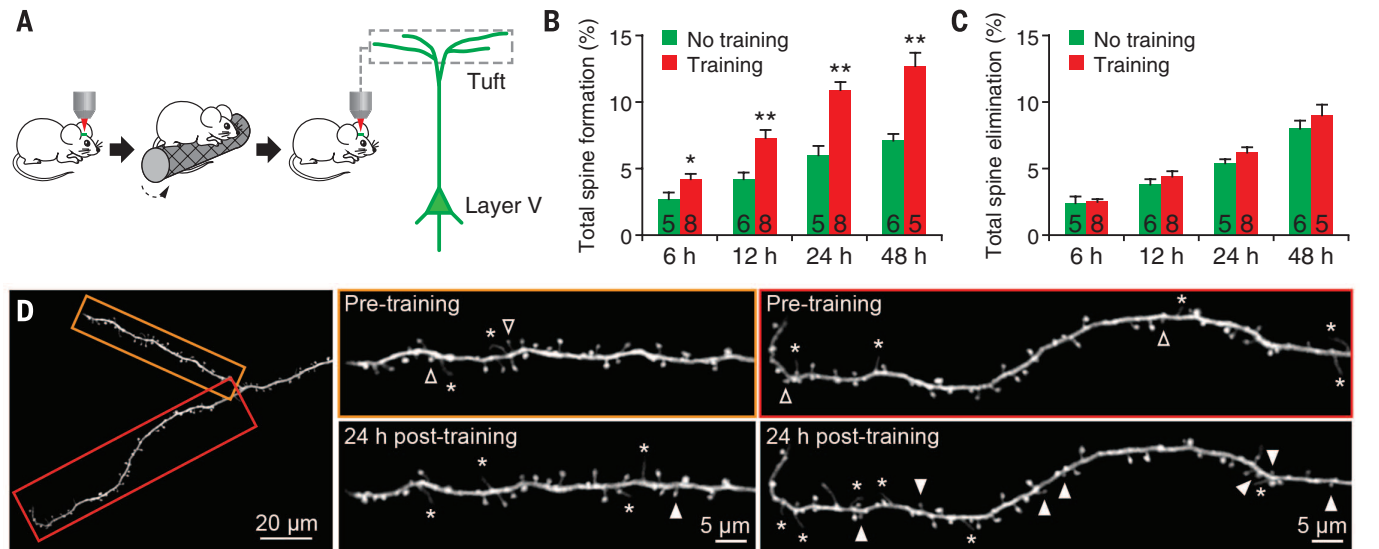 A
Tuft
Layer V
B
Total spine formation (%)
15
10
5
0
No training
Training
*
**
**
**
5 8
6 8
5 8
6 5
6 h
12 h
24 h
48 h
C
Total spine elimination (%)
15
10
5
0
No training
Training
5 8
6 8
5 8
6 5
6 h
12 h
24 h
48 h
D
20 µm
Pre-training
* *
24 h post-training
* * * *
5 µm
Pre-training
* * * * *
24 h post-training
* * * * * *
5 µm